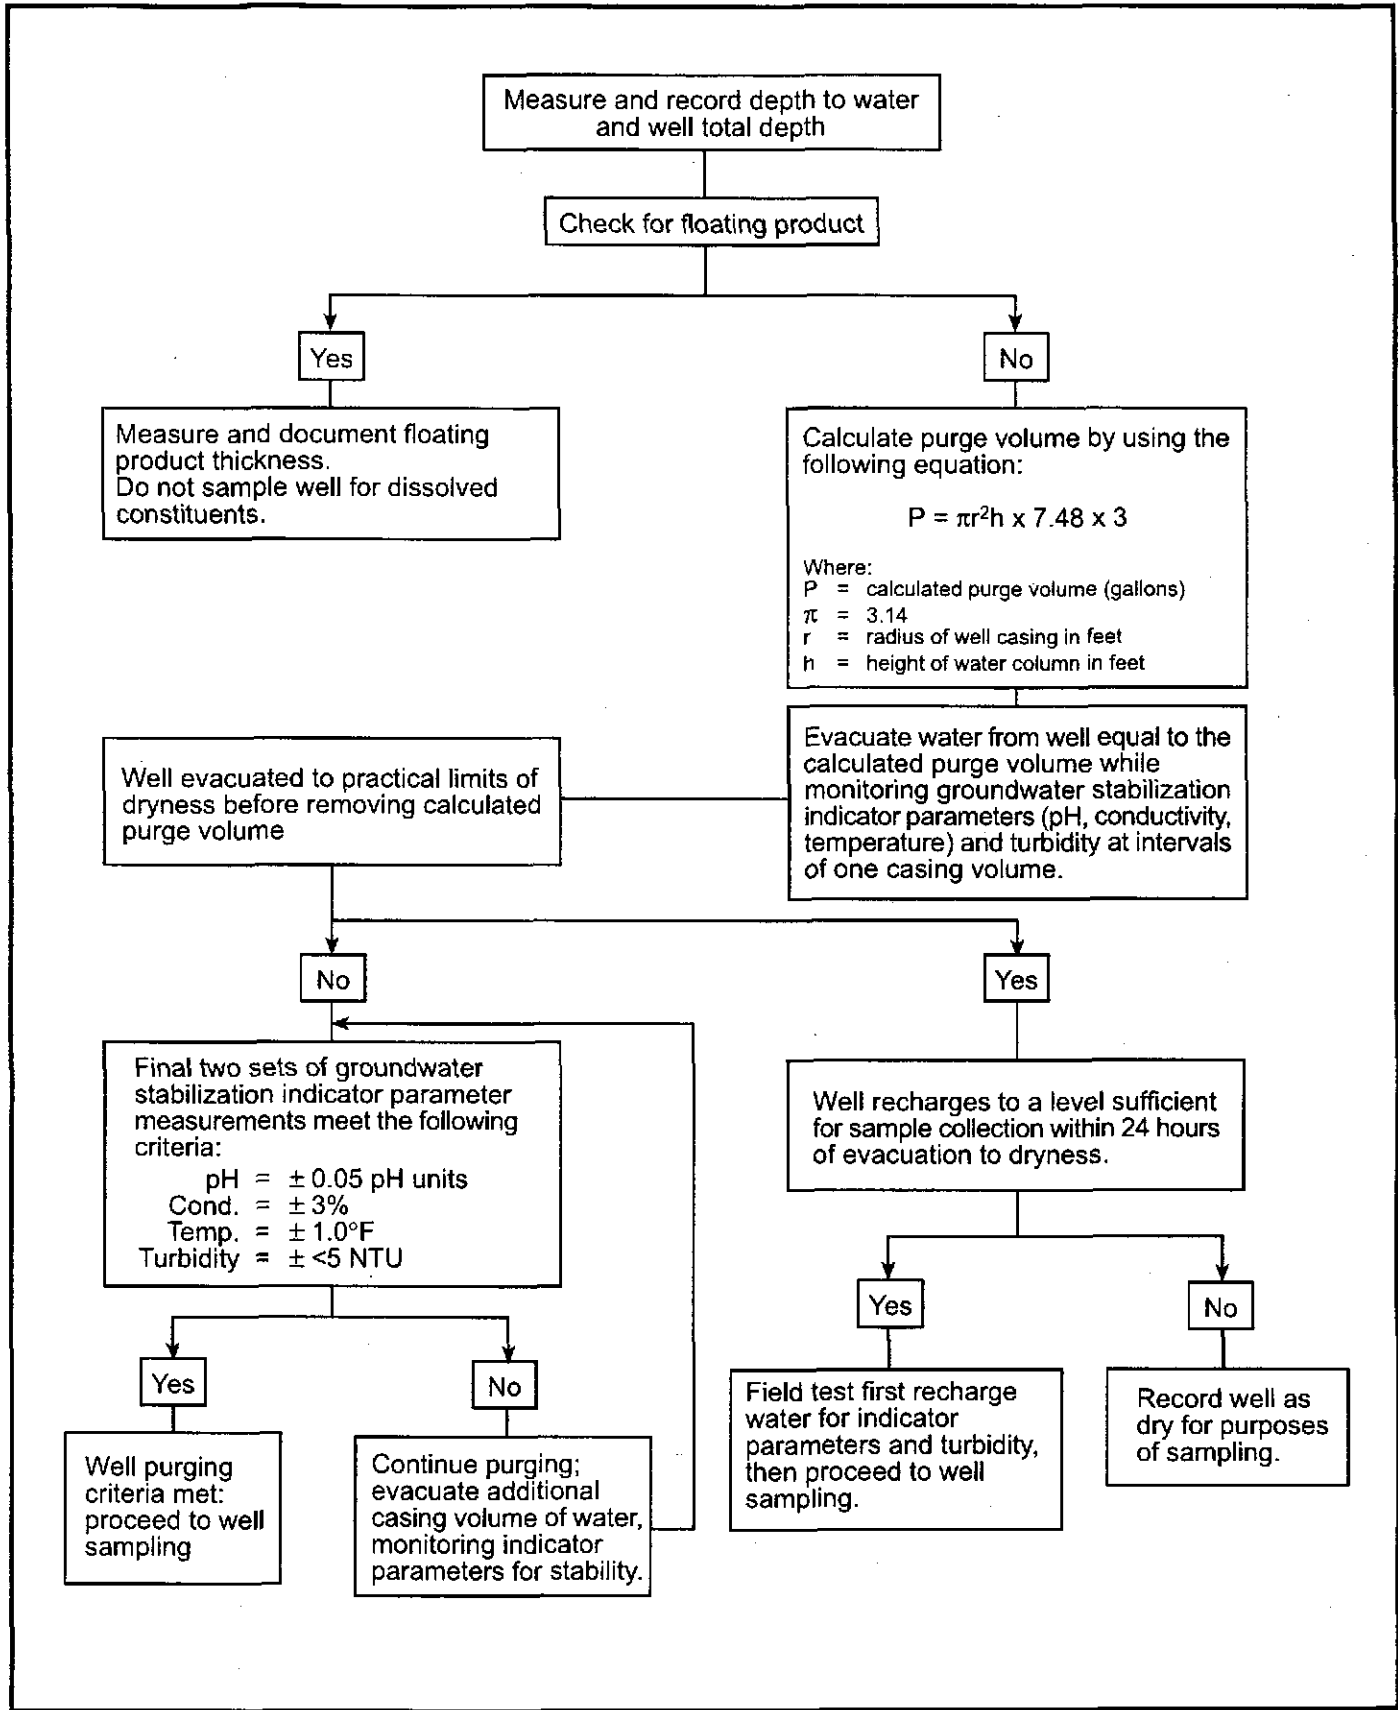 Measure and record depth to water
and well total depth
Check for floating product
Yes
No
Measure and document floating
product thickness.
Do not sample well for dissolved
constituents.
Calculate purge volume by using the
following equation:
P = πr²h x 7.48 x 3
Where:
P = calculated purge volume (gallons)
π = 3.14
r = radius of well casing in feet
h = height of water column in feet
Well evacuated to practical limits of
dryness before removing calculated
purge volume
Evacuate water from well equal to the
calculated purge volume while
monitoring groundwater stabilization
indicator parameters (pH, conductivity,
temperature) and turbidity at intervals
of one casing volume.
No
Yes
Final two sets of groundwater
stabilization indicator parameter
measurements meet the following
criteria:
pH = ± 0.05 pH units
Cond. = ± 3%
Temp. = ± 1.0°F
Turbidity = ± <5 NTU
Well recharges to a level sufficient
for sample collection within 24 hours
of evacuation to dryness.
Yes
No
Yes
No
Well purging
criteria met:
proceed to well
sampling
Continue purging;
evacuate additional
casing volume of water,
monitoring indicator
parameters for stability.
Field test first recharge
water for indicator
parameters and turbidity,
then proceed to well
sampling.
Record well as
dry for purposes
of sampling.